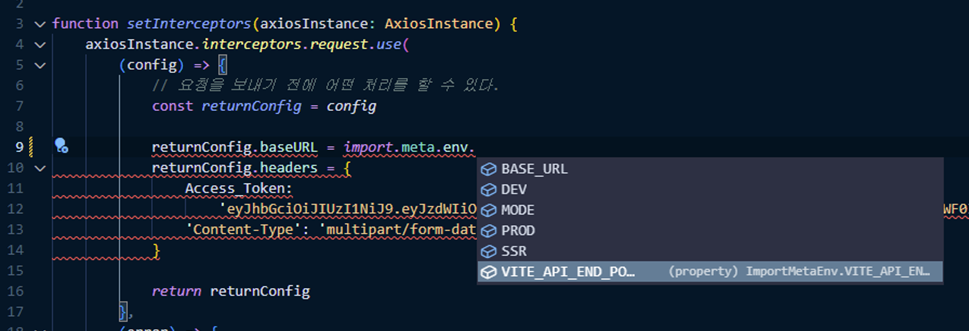 2
3 function setInterceptors(axiosInstance: AxiosInstance) {
4 axiosInstance.interceptors.request.use(
5 (config) => {
6 // 요청을 보내기 전에 어떤 처리를 할 수 있다.
7 const returnConfig = config
8
9 returnConfig.baseURL = import.meta.env.
10 returnConfig.headers = {
BASE_URL
11 Access_Token:
DEV
12 'eyJhbGciOiJIUzI1NiJ9.eyJzdWIiO
MODE
WF0
13 'Content-Type': 'multipart/form-dat
PROD
14 }
SSR
15
VITE_API_END_PO... (property) ImportMetaEnv.VITE_API_EN...
16 return returnConfig
17 },
18 (error) => {